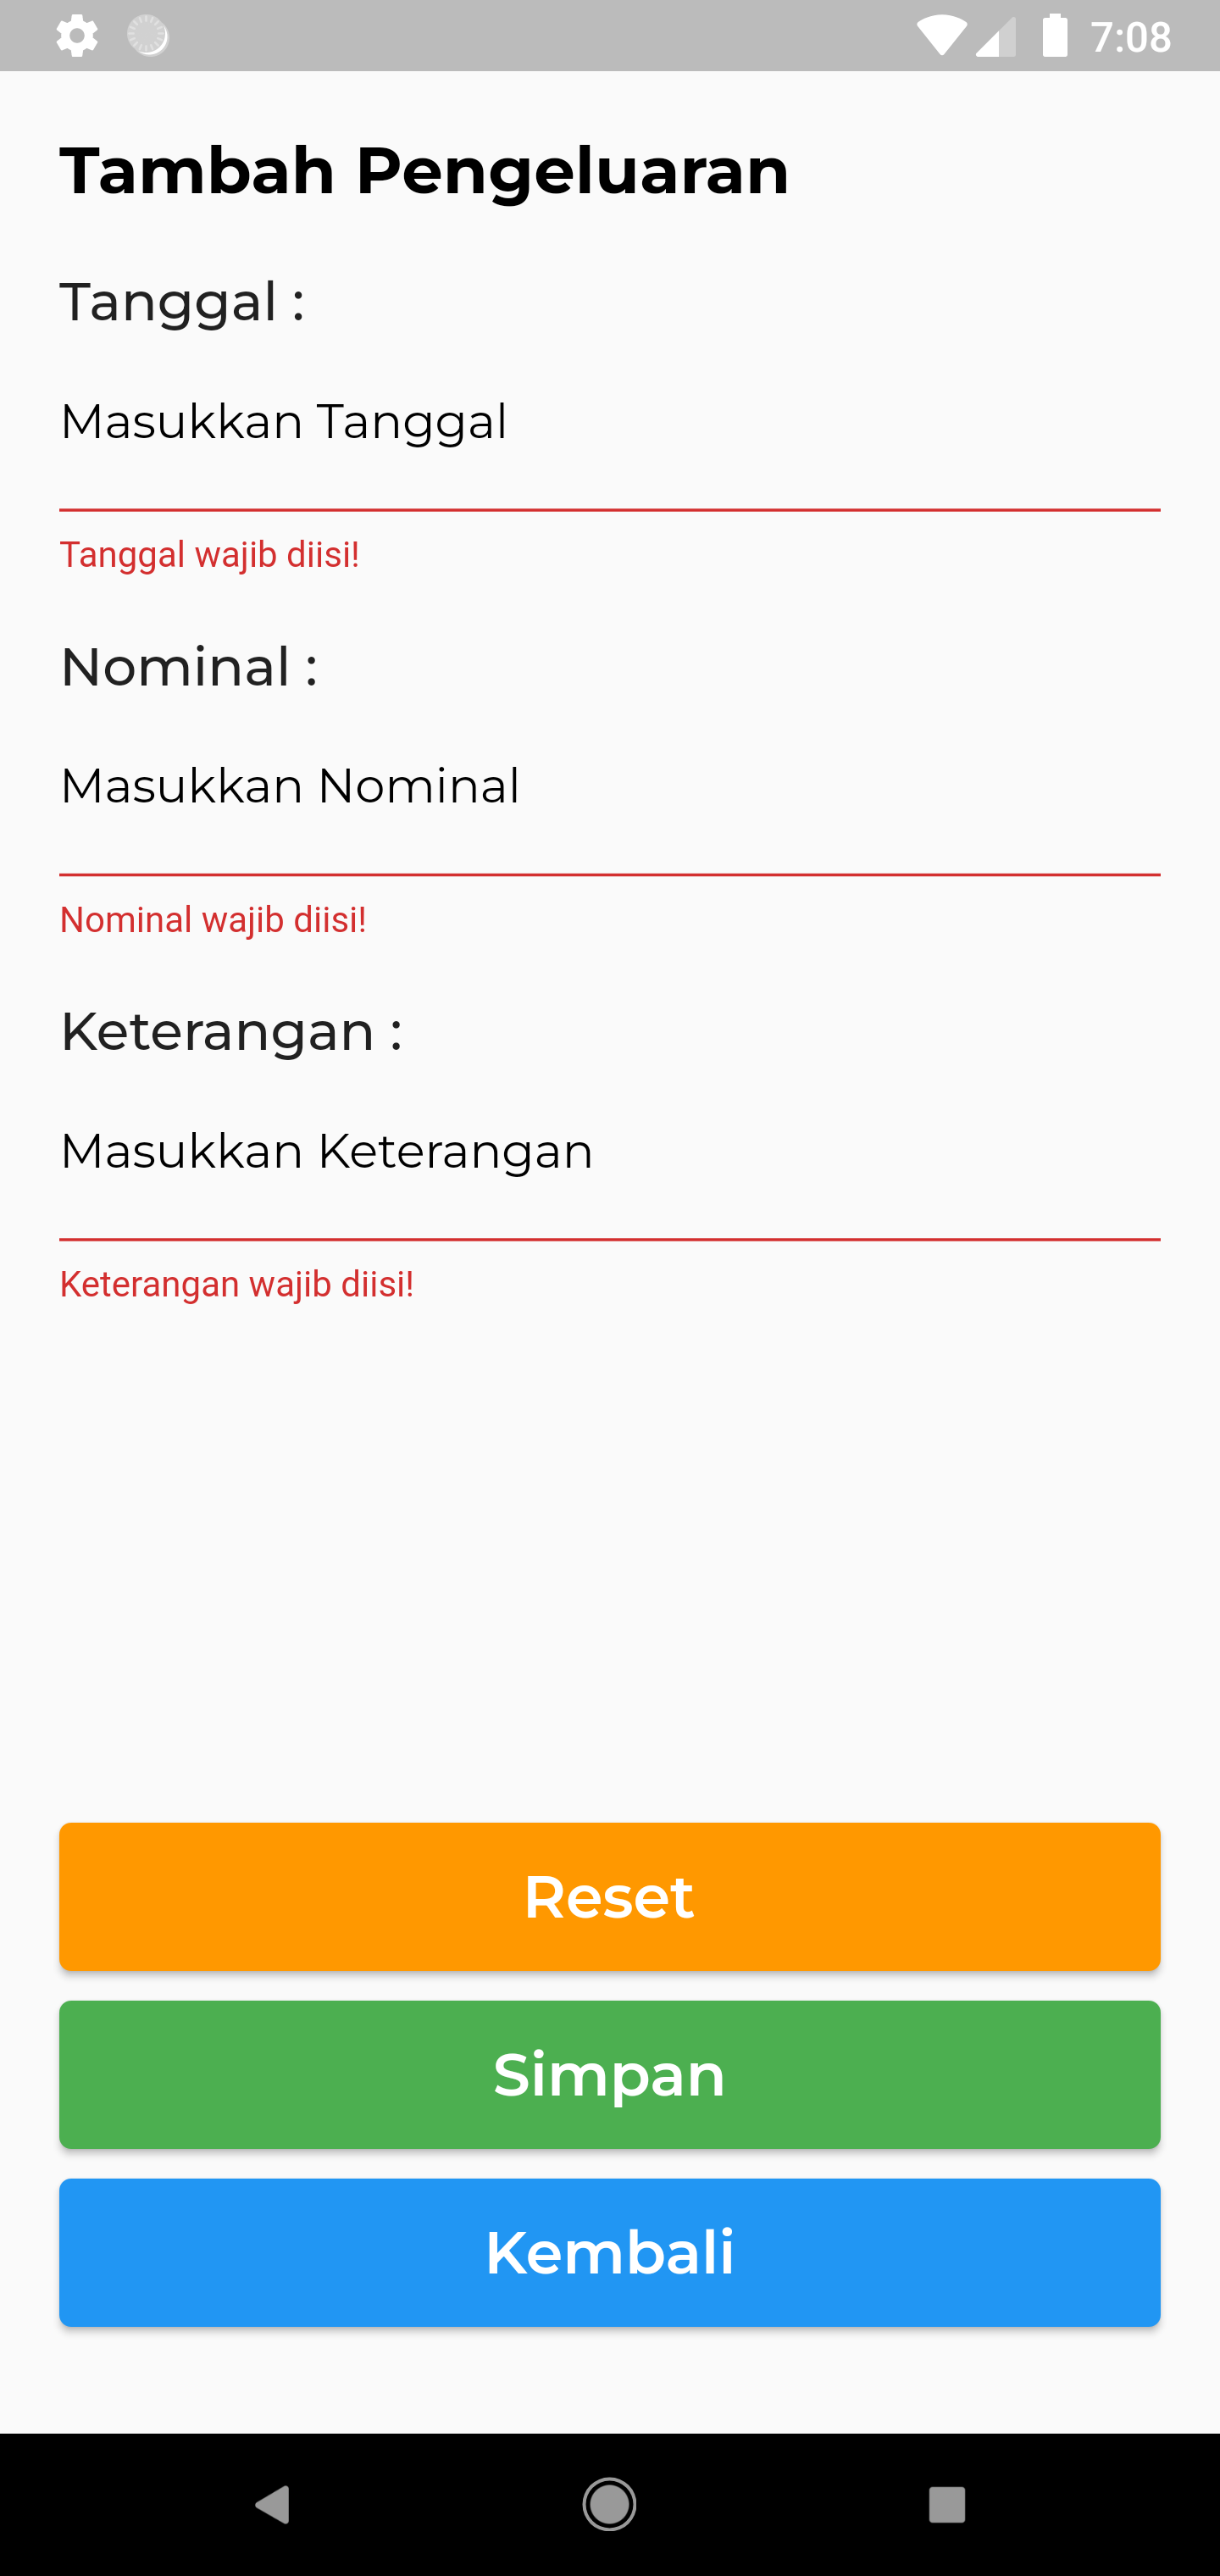 7:08
Tambah Pengeluaran
Tanggal :
Masukkan Tanggal
Tanggal wajib diisi!
Nominal :
Masukkan Nominal
Nominal wajib diisi!
Keterangan :
Masukkan Keterangan
Keterangan wajib diisi!
Reset
Simpan
Kembali